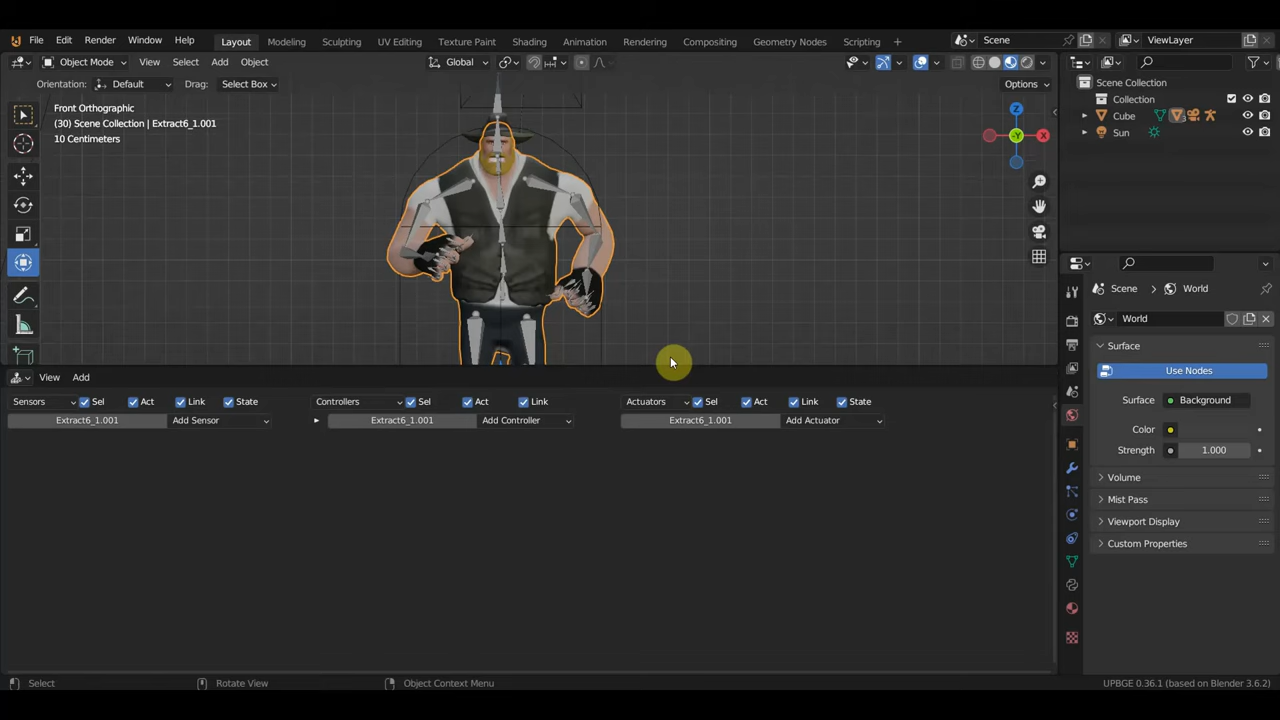 File Edit Render Window Help Layout Modeling Sculpting UV Editing Texture Paint Shading Animation Rendering Compositing Geometry Nodes Scripting + Scene ViewLayer
Object Mode View Select Add Object Global Options
Orientation: Default Drag: Select Box
Front Orthographic
(30) Scene Collection | Extract6_1.001
10 Centimeters
Z
-Y X
Scene Collection
Collection
Cube
Sun
Scene World
World
Surface
Use Nodes
Surface Background
Color
Strength 1.000
Volume
Mist Pass
Viewport Display
Custom Properties
View Add
Sensors Sel Act Link State Controllers Sel Act Link Actuators Sel Act Link State
Extract6_1.001 Add Sensor Extract6_1.001 Add Controller Extract6_1.001 Add Actuator
Select Rotate View Object Context Menu UPBGE 0.36.1 (based on Blender 3.6.2)